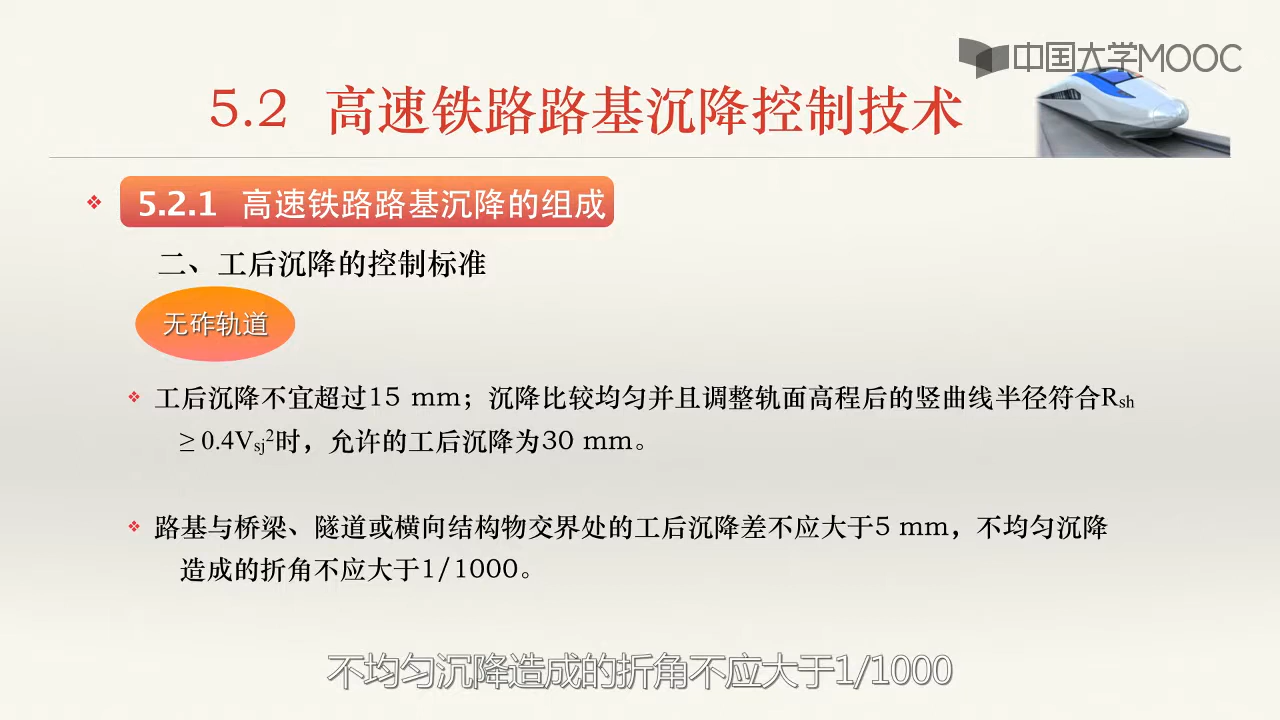 中国大学MOOC
5.2 高速铁路路基沉降控制技术
5.2.1 高速铁路路基沉降的组成
二、工后沉降的控制标准
无砟轨道
工后沉降不宜超过15 mm；沉降比较均匀并且调整轨面高程后的竖曲线半径符合Rsh
≥ 0.4Vsj²时，允许的工后沉降为30 mm。
路基与桥梁、隧道或横向结构物交界处的工后沉降差不应大于5 mm，不均匀沉降
造成的折角不应大于1/1000。
不均匀沉降造成的折角不应大于1/1000